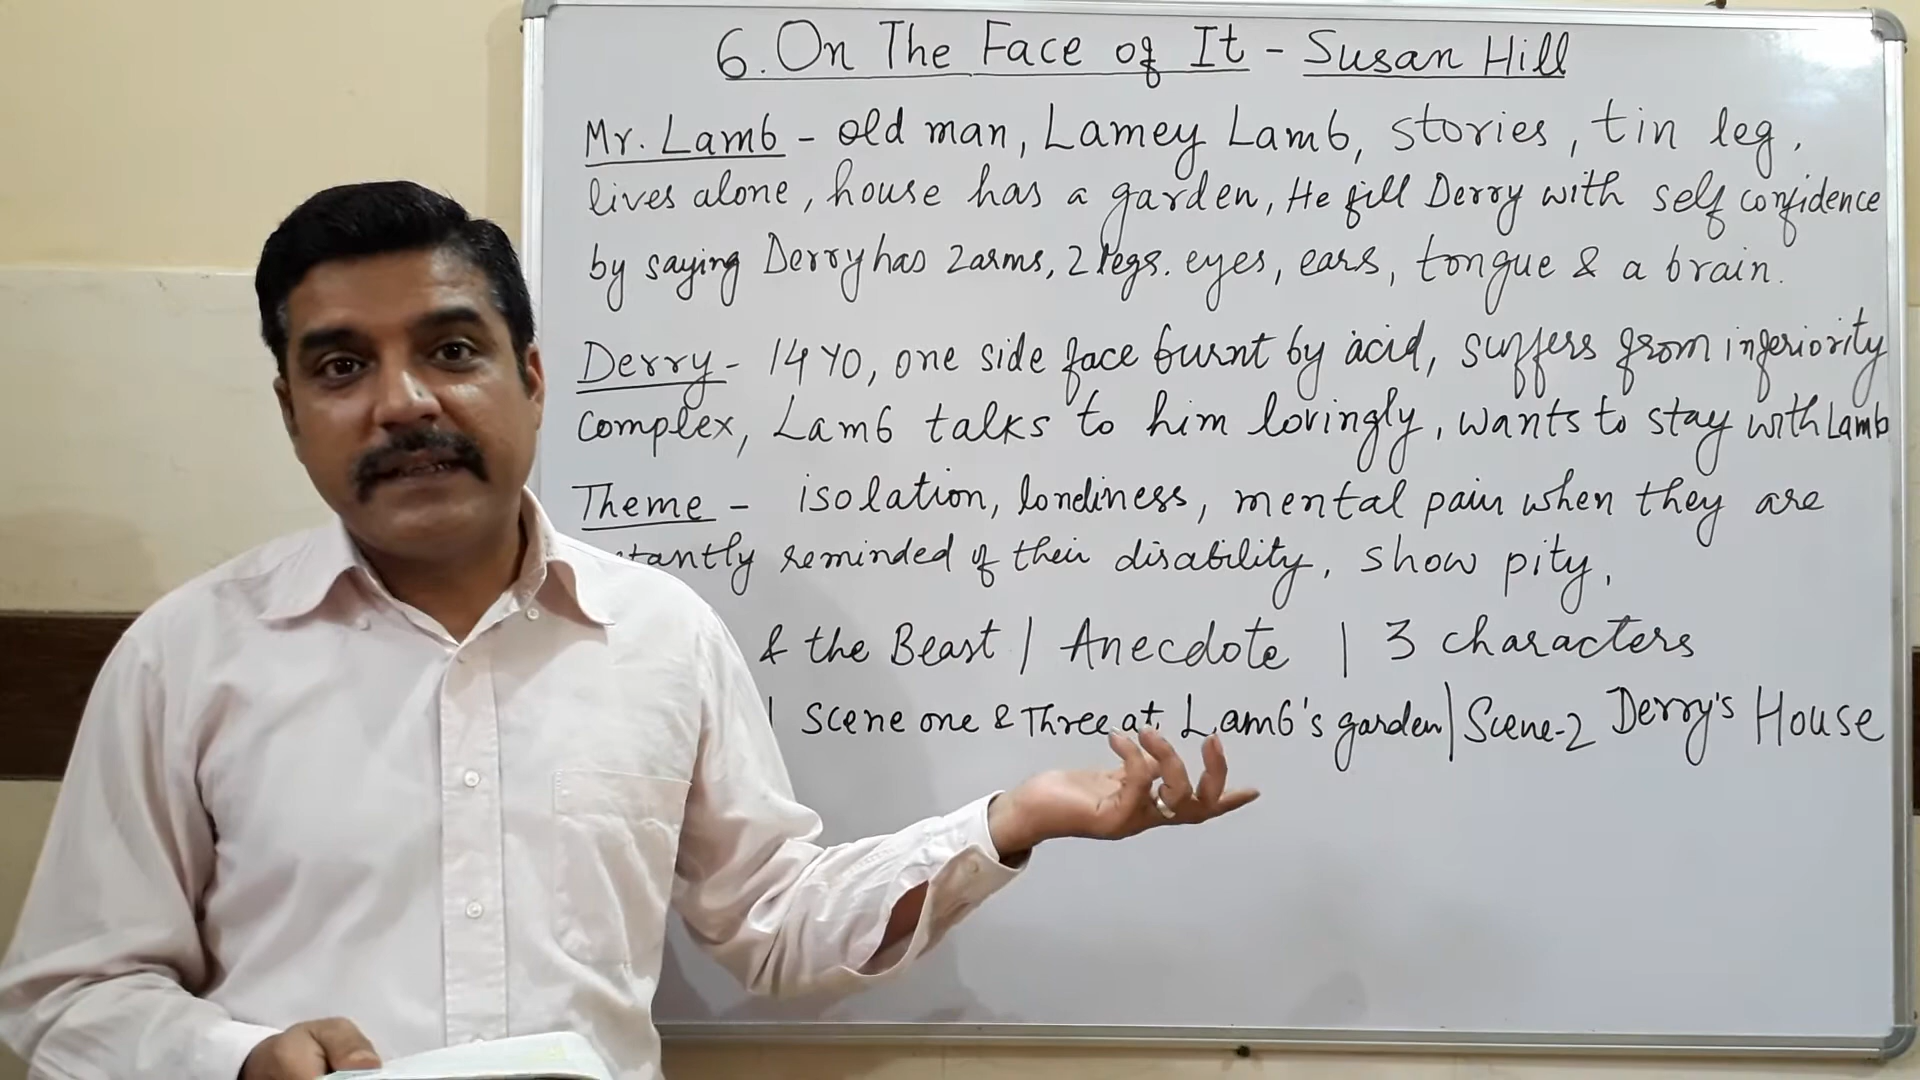 6. On The Face of It - Susan Hill
Mr. Lamb - old man, Lamey Lamb, stories, tin leg,
lives alone, house has a garden, He fill Derry with self confidence
by saying Derry has 2 arms, 2 legs. eyes, ears, tongue & a brain.
Derry - 14 YO, one side face burnt by acid, suffers from inferiority
complex, Lamb talks to him lovingly, wants to stay with Lamb
Theme - isolation, lonliness, mental pain when they are
tantly reminded of their disability, show pity,
& the Beast | Anecdote | 3 characters
| Scene one & Three at Lamb's garden | Scene-2 Derry's House